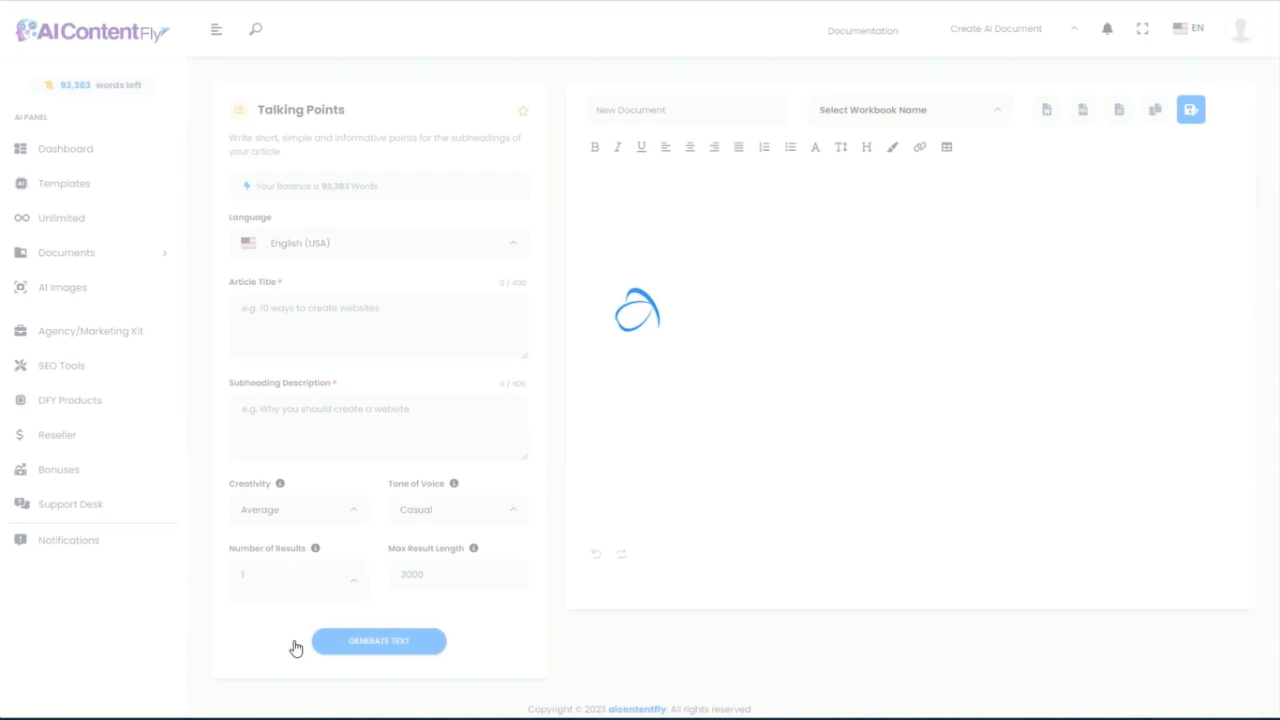 AI ContentFly
Documentation
Create AI Document
EN
93,383 words left
AI PANEL
Dashboard
Templates
Unlimited
Documents
AI Images
Agency/Marketing Kit
SEO Tools
DFY Products
Reseller
Bonuses
Support Desk
Notifications
Talking Points
Write short, simple and informative points for the subheadings of
your article
Your Balance is 93,383 Words
Language
English (USA)
Article Title * 0 / 400
e.g. 10 ways to create websites
Subheading Description * 0 / 400
e.g. Why you should create a website
Creativity
Tone of Voice
Average
Casual
Number of Results
Max Result Length
1
3000
GENERATE TEXT
New Document
Select Workbook Name
Copyright © 2023 aicontentfly. All rights reserved